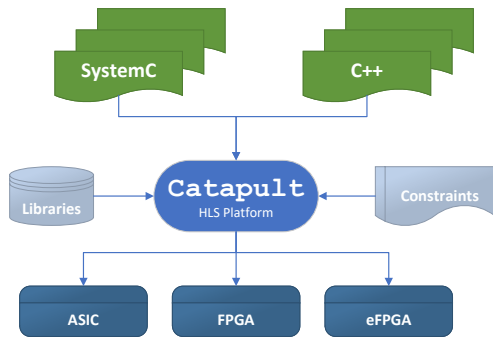 SystemC
C++
Libraries
Catapult
HLS Platform
Constraints
ASIC
FPGA
eFPGA